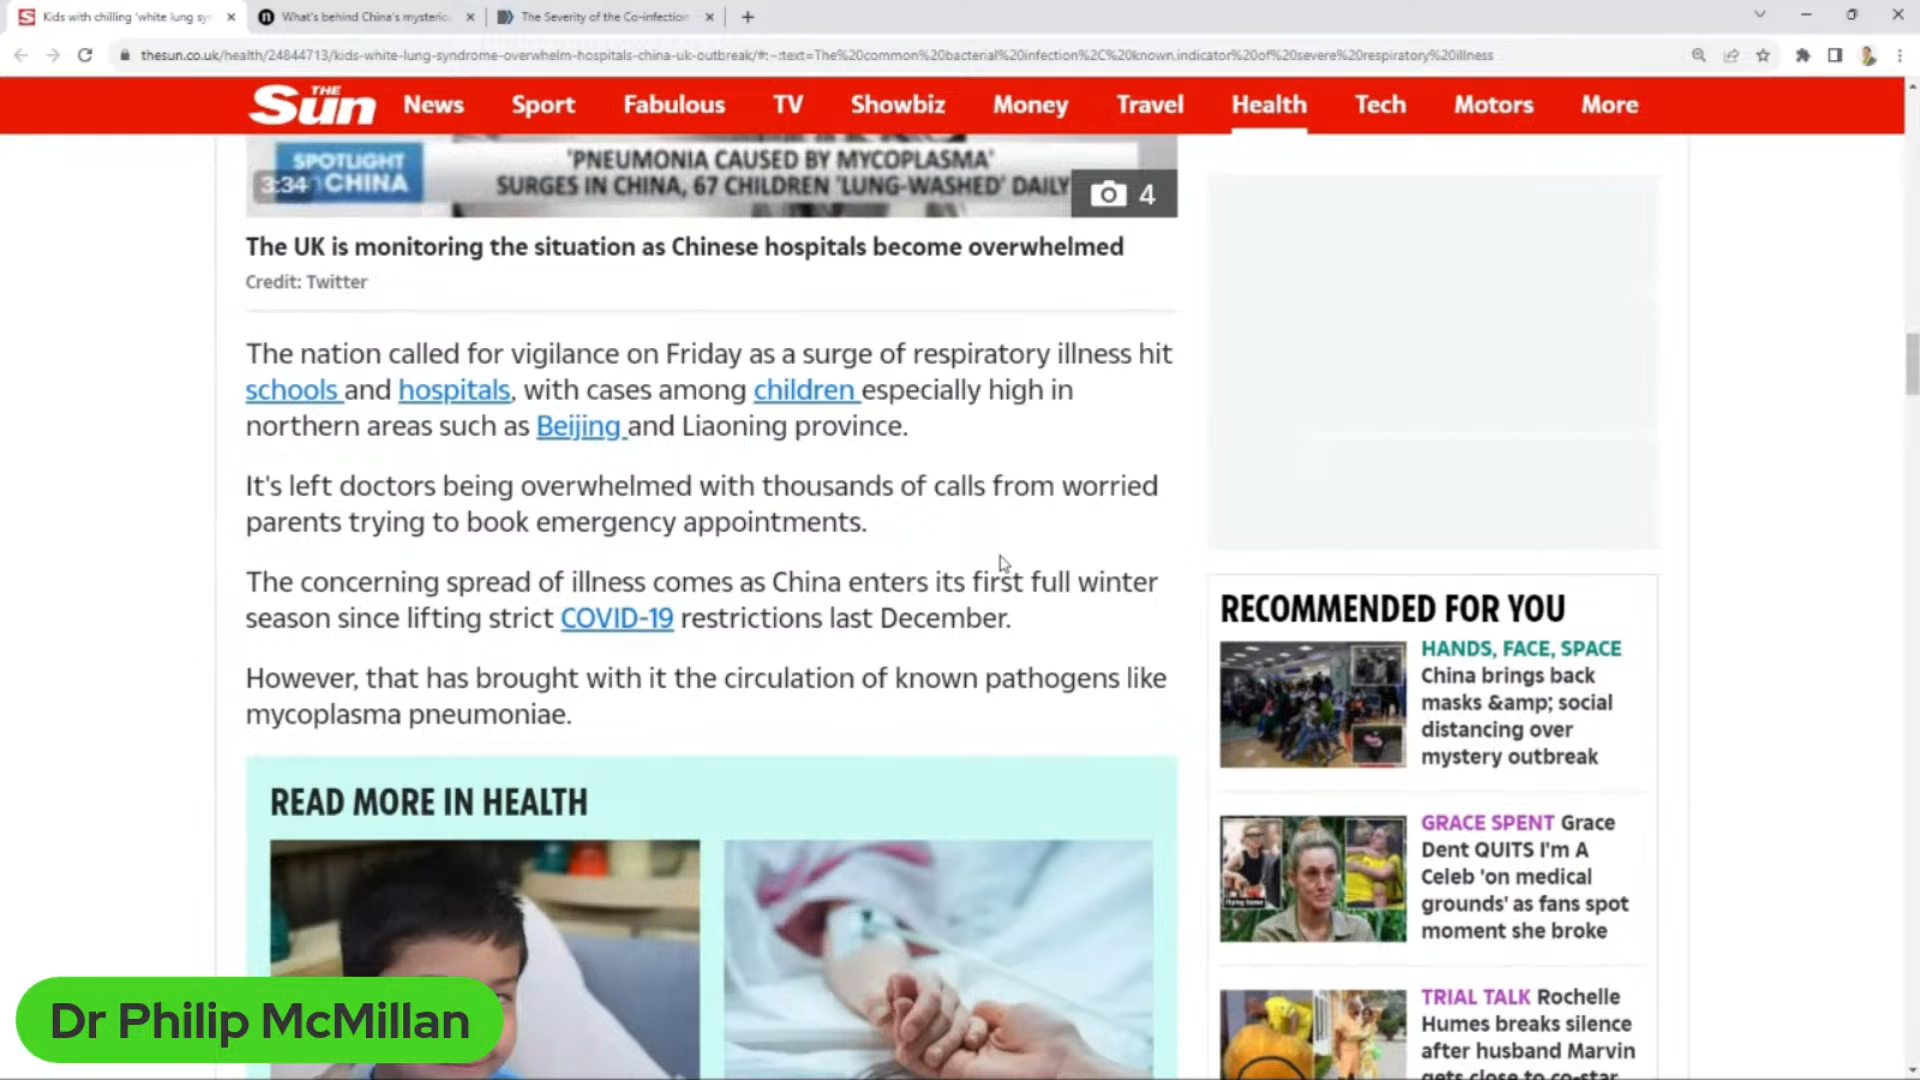 Kids with chilling 'white lung sy
What's behind China's mysterio
The Severity of the Co-infection
thesun.co.uk/health/24844713/kids-white-lung-syndrome-overwhelm-hospitals-china-uk-outbreak/#:~:text=The%20common%20bacterial%20infection%2C%20known,indicator%20of%20severe%20respiratory%20illness
THE Sun News Sport Fabulous TV Showbiz Money Travel Health Tech Motors More
SPOTLIGHT
CHINA
3:34
'PNEUMONIA CAUSED BY MYCOPLASMA'
SURGES IN CHINA, 67 CHILDREN 'LUNG-WASHED' DAILY
4
The UK is monitoring the situation as Chinese hospitals become overwhelmed
Credit: Twitter
The nation called for vigilance on Friday as a surge of respiratory illness hit
schools and hospitals, with cases among children especially high in
northern areas such as Beijing and Liaoning province.
It's left doctors being overwhelmed with thousands of calls from worried
parents trying to book emergency appointments.
The concerning spread of illness comes as China enters its first full winter
season since lifting strict COVID-19 restrictions last December.
However, that has brought with it the circulation of known pathogens like
mycoplasma pneumoniae.
READ MORE IN HEALTH
RECOMMENDED FOR YOU
HANDS, FACE, SPACE
China brings back
masks &amp; social
distancing over
mystery outbreak
GRACE SPENT Grace
Dent QUITS I'm A
Celeb 'on medical
grounds' as fans spot
moment she broke
TRIAL TALK Rochelle
Humes breaks silence
after husband Marvin
gets close to co-star
Dr Philip McMillan